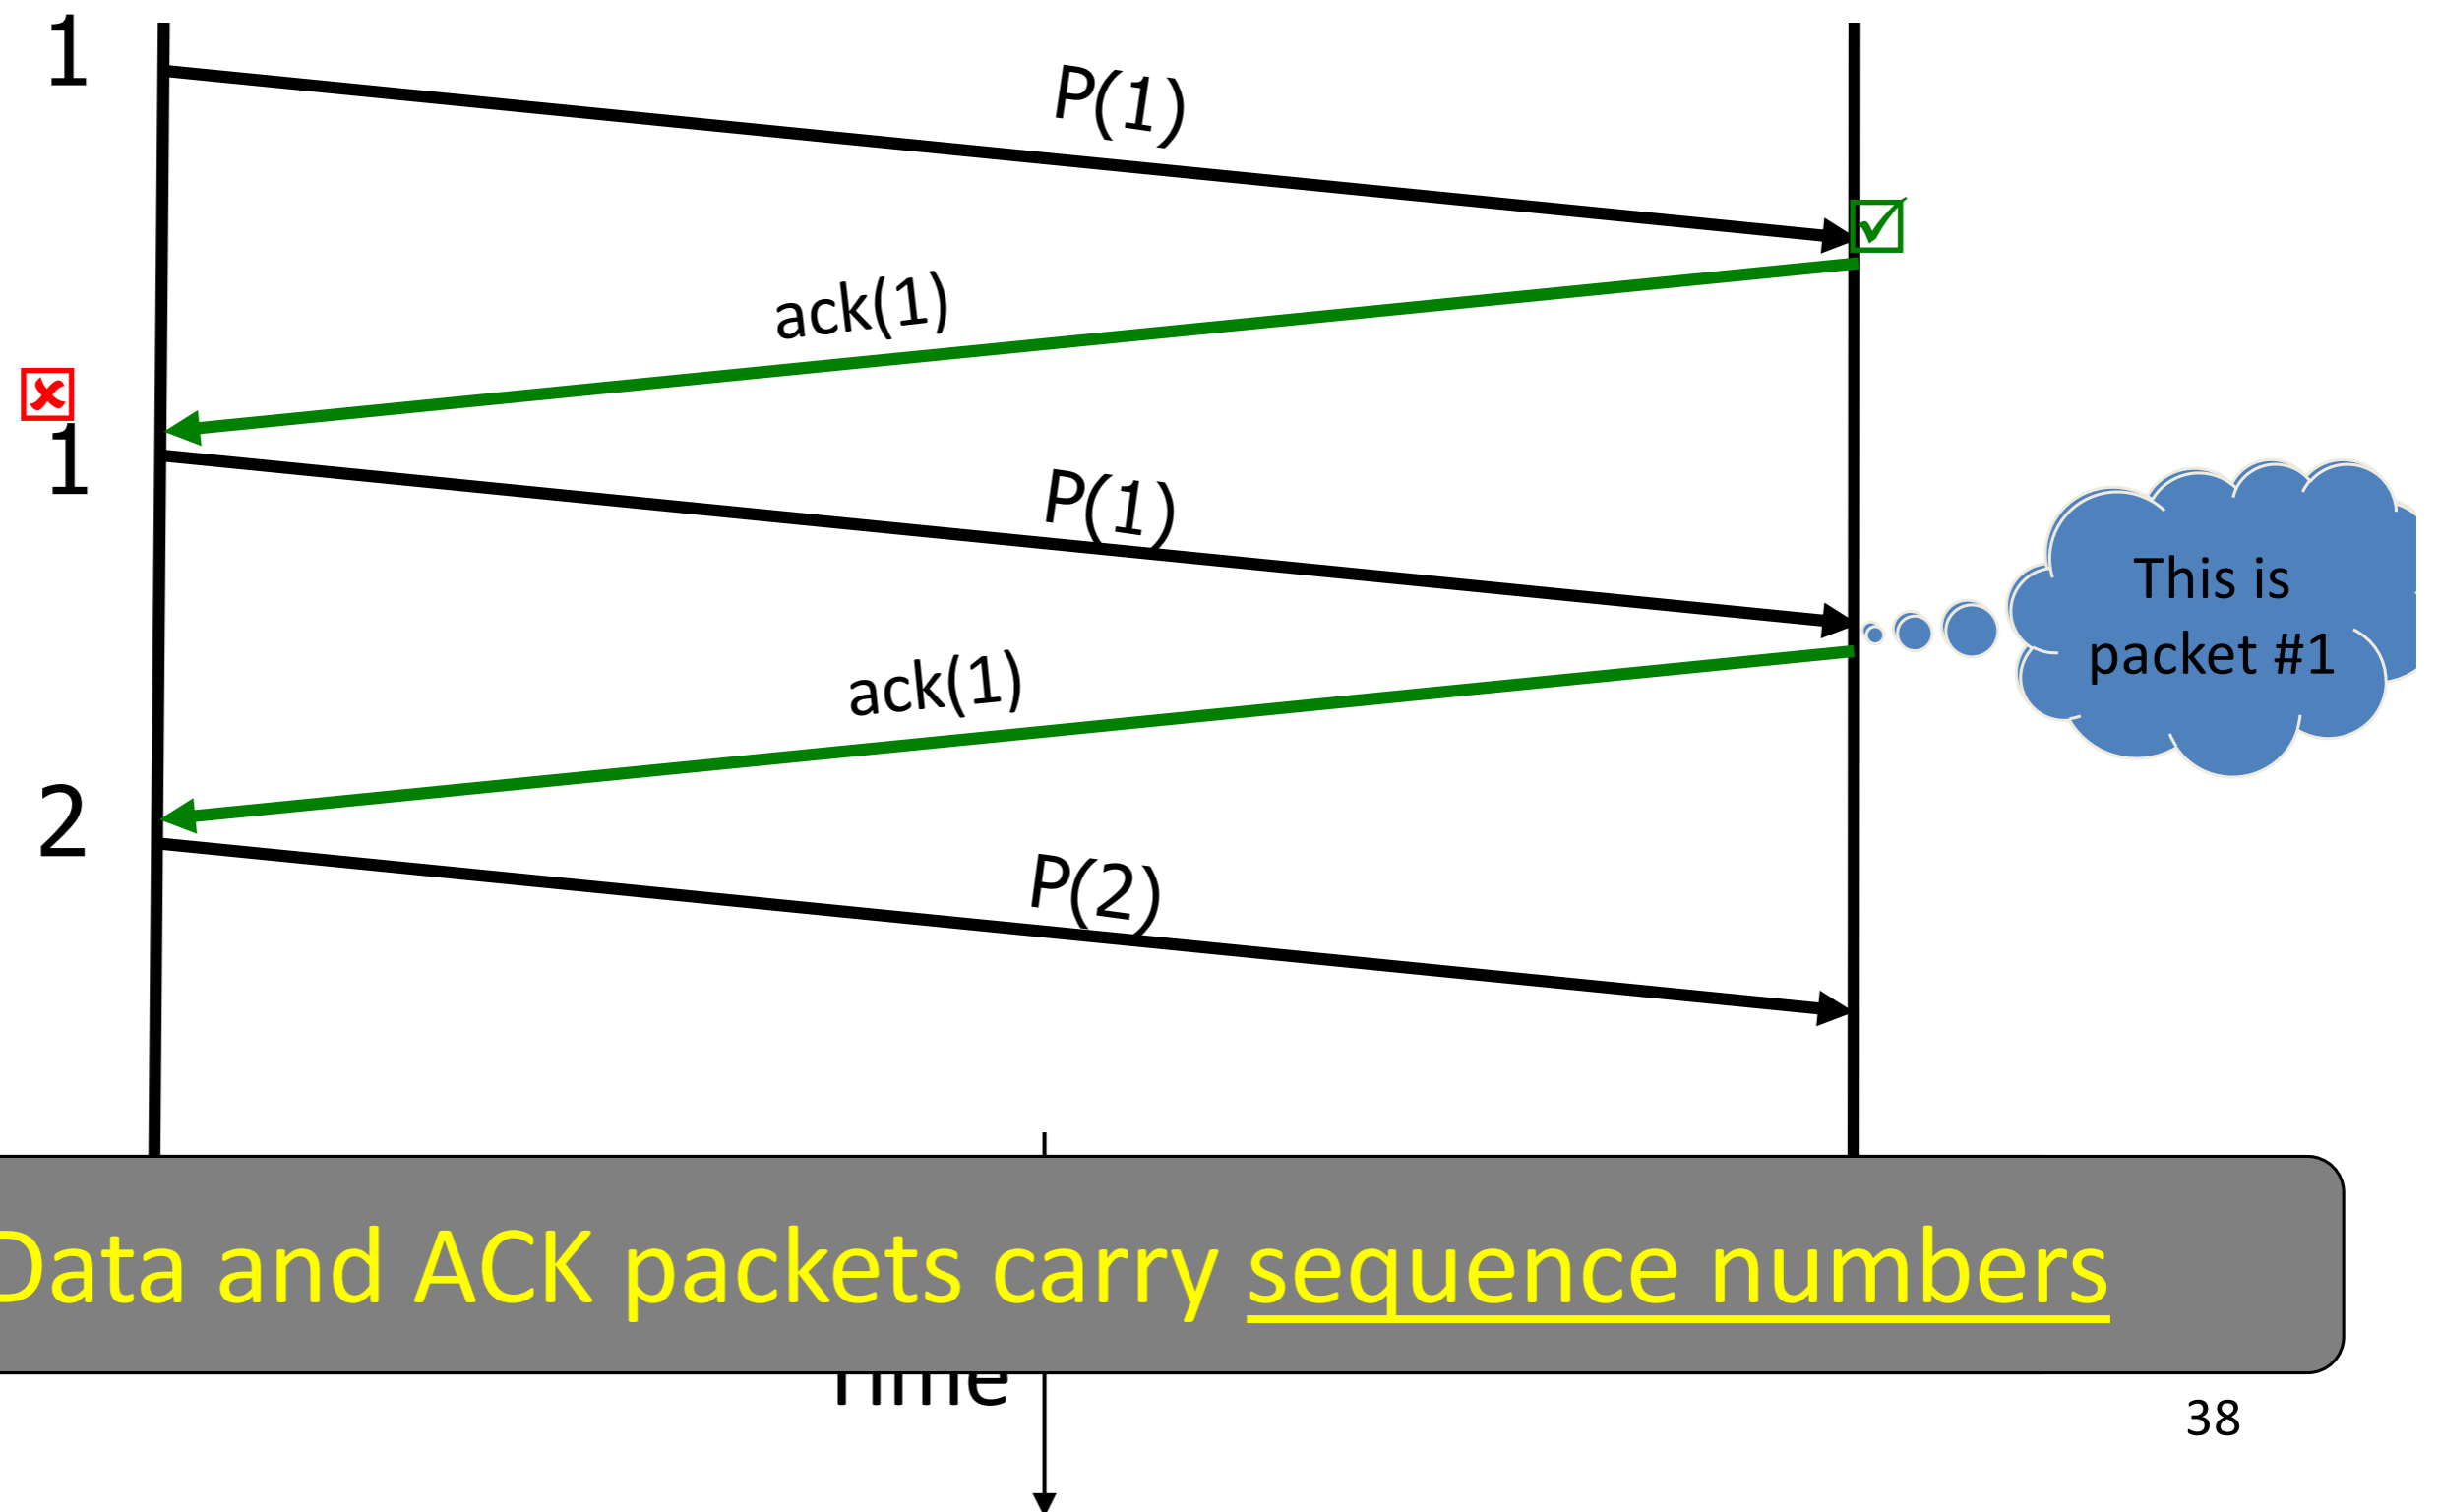 1
P(1)
ack(1)
1
P(1)
This is
packet #1
ack(1)
2
P(2)
Data and ACK packets carry sequence numbers
Time
38